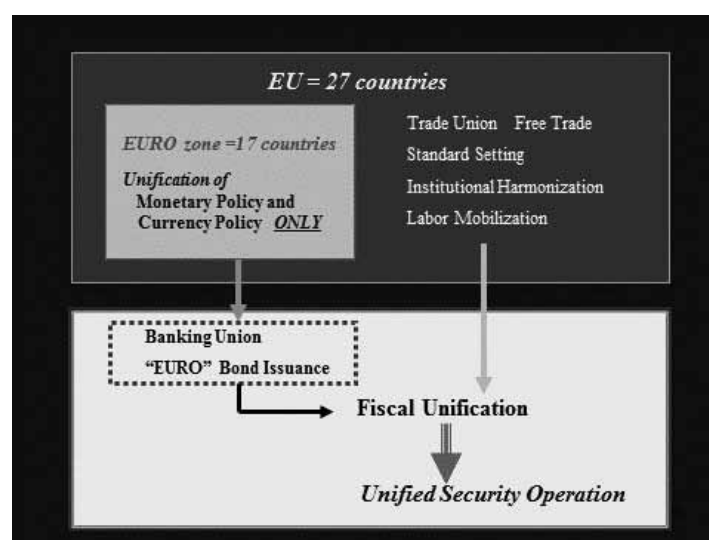 EU = 27 countries
EURO zone =17 countries
Unification of
Monetary Policy and
Currency Policy ONLY
Trade Union Free Trade
Standard Setting
Institutional Harmonization
Labor Mobilization
Banking Union
“EURO” Bond Issuance
Fiscal Unification
Unified Security Operation